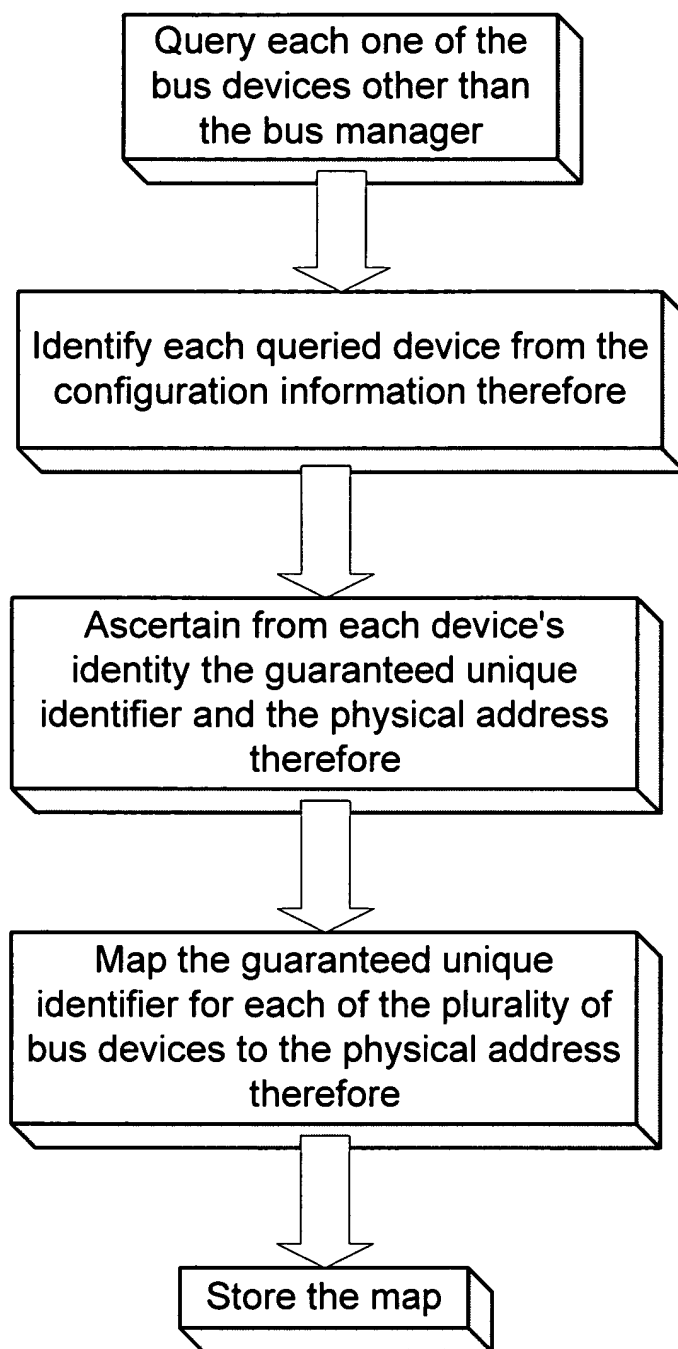 Query each one of the
bus devices other than
the bus manager
Identify each queried device from the
configuration information therefore
Ascertain from each device's
identity the guaranteed unique
identifier and the physical address
therefore
Map the guaranteed unique
identifier for each of the plurality of
bus devices to the physical address
therefore
Store the map